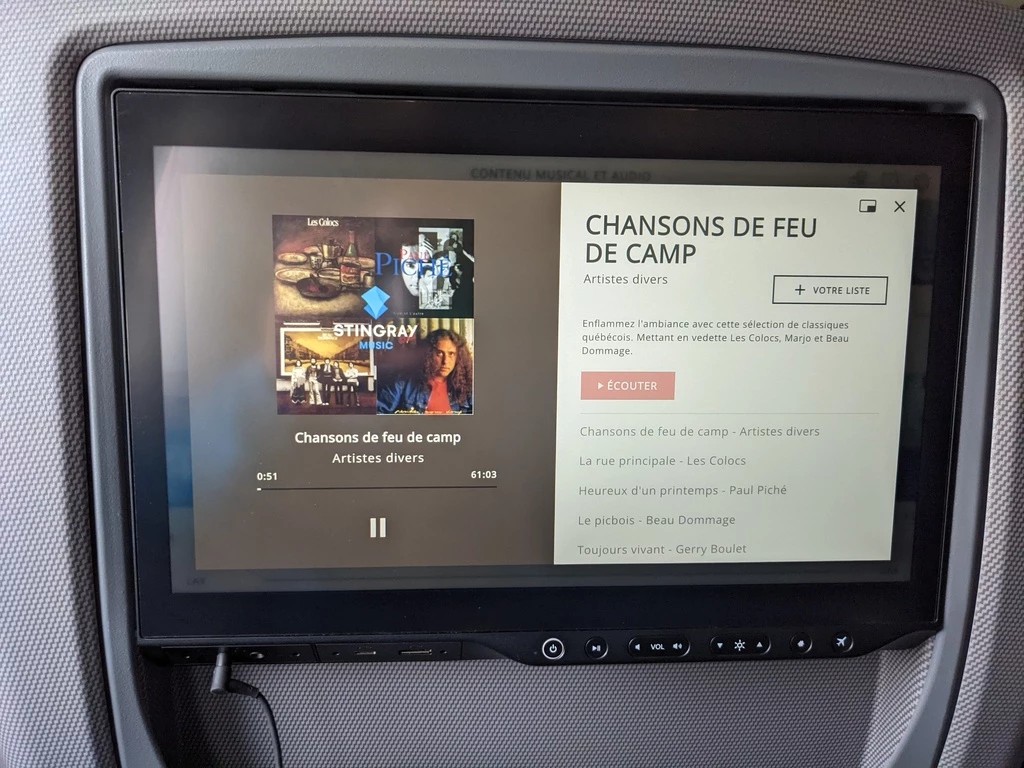 CONTENU MUSICAL ET AUDIO
Les Colocs
PICHÉ
STINGRAY
MUSIC
Chansons de feu de camp
Artistes divers
0:51
61:03
CHANSONS DE FEU
DE CAMP
Artistes divers
+ VOTRE LISTE
Enflammez l'ambiance avec cette sélection de classiques
québécois. Mettant en vedette Les Colocs, Marjo et Beau
Dommage.
ÉCOUTER
Chansons de feu de camp - Artistes divers
La rue principale - Les Colocs
Heureux d'un printemps - Paul Piché
Le picbois - Beau Dommage
Toujours vivant - Gerry Boulet
VOL